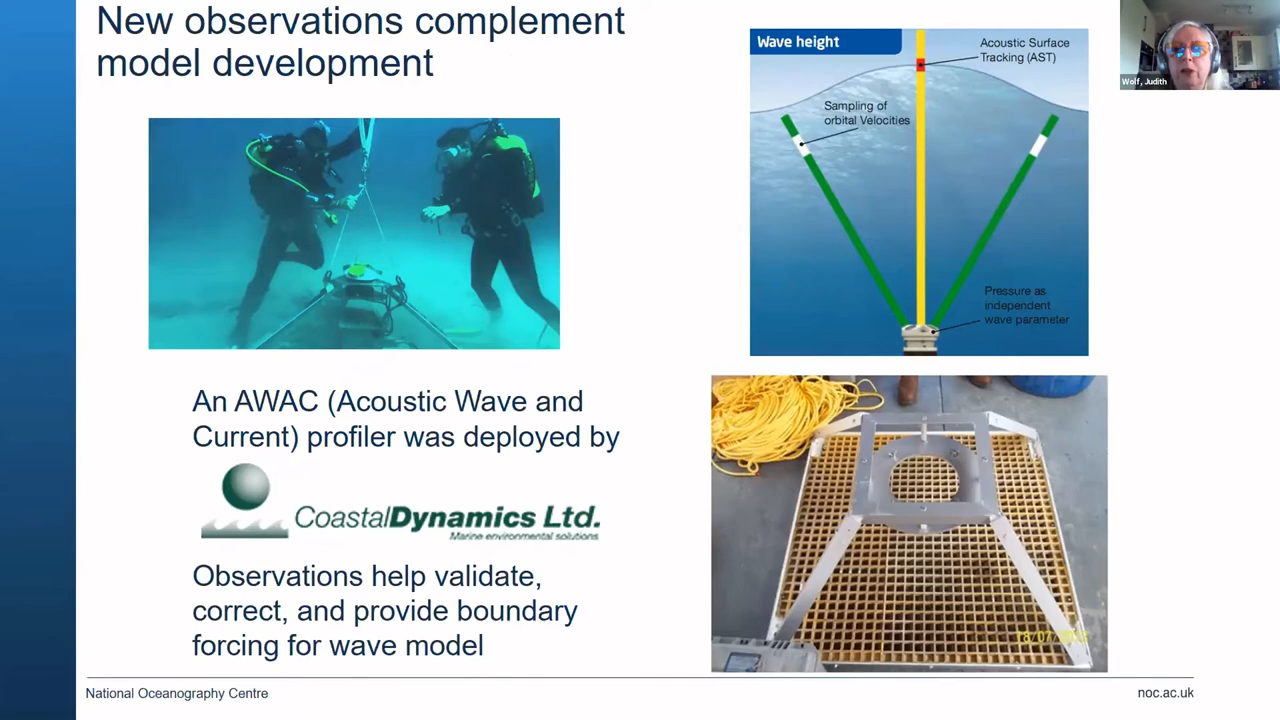 New observations complement
model development
Wave height
Acoustic Surface
Tracking (AST)
Sampling of
orbital Velocities
Pressure as
independent
wave parameter
Wolf, Judith
An AWAC (Acoustic Wave and
Current) profiler was deployed by
CoastalDynamics Ltd.
Marine environmental solutions
Observations help validate,
correct, and provide boundary
forcing for wave model
National Oceanography Centre
noc.ac.uk